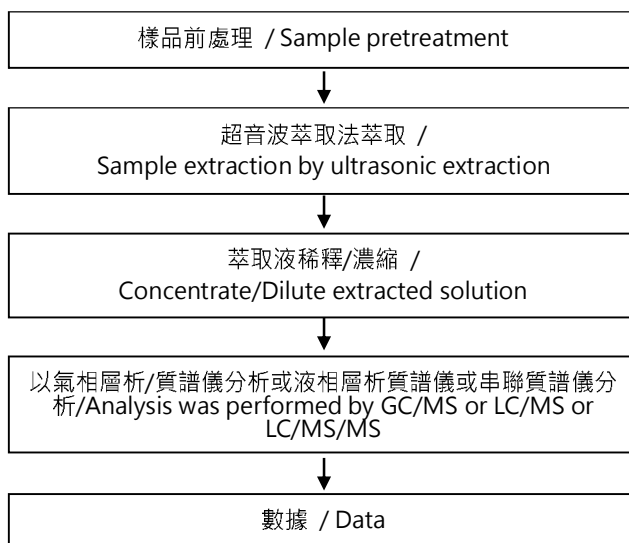 樣品前處理 / Sample pretreatment
超音波萃取法萃取 /
Sample extraction by ultrasonic extraction
萃取液稀釋/濃縮 /
Concentrate/Dilute extracted solution
以氣相層析/質譜儀分析或液相層析質譜儀或串聯質譜儀分
析/Analysis was performed by GC/MS or LC/MS or
LC/MS/MS
數據 / Data